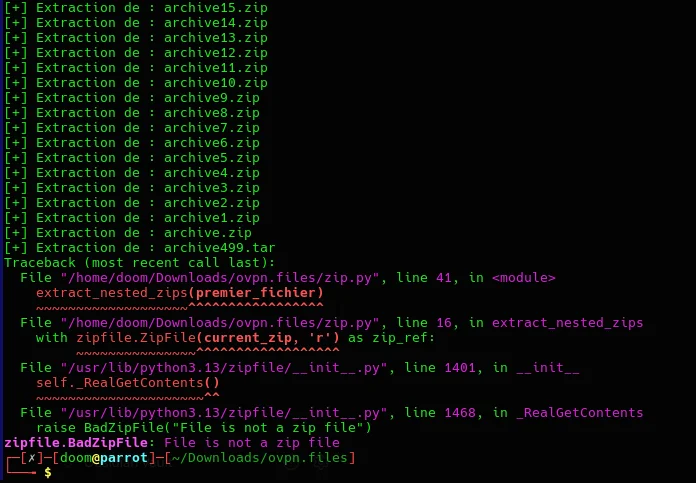 [+] Extraction de : archive15.zip
[+] Extraction de : archive14.zip
[+] Extraction de : archive13.zip
[+] Extraction de : archive12.zip
[+] Extraction de : archive11.zip
[+] Extraction de : archive10.zip
[+] Extraction de : archive9.zip
[+] Extraction de : archive8.zip
[+] Extraction de : archive7.zip
[+] Extraction de : archive6.zip
[+] Extraction de : archive5.zip
[+] Extraction de : archive4.zip
[+] Extraction de : archive3.zip
[+] Extraction de : archive2.zip
[+] Extraction de : archive1.zip
[+] Extraction de : archive.zip
[+] Extraction de : archive499.tar
Traceback (most recent call last):
  File "/home/doom/Downloads/ovpn.files/zip.py", line 41, in <module>
    extract_nested_zips(premier_fichier)
    ~~~~~~~~~~~~~~~~~~~^^^^^^^^^^^^^^^^^
  File "/home/doom/Downloads/ovpn.files/zip.py", line 16, in extract_nested_zips
    with zipfile.ZipFile(current_zip, 'r') as zip_ref:
         ~~~~~~~~~~~~~~~^^^^^^^^^^^^^^^^^^
  File "/usr/lib/python3.13/zipfile/__init__.py", line 1401, in __init__
    self._RealGetContents()
    ~~~~~~~~~~~~~~~~~~~~~^^
  File "/usr/lib/python3.13/zipfile/__init__.py", line 1468, in _RealGetContents
    raise BadZipFile("File is not a zip file")
zipfile.BadZipFile: File is not a zip file
┌─[✗]─[doom@parrot]─[~/Downloads/ovpn.files]
└──╼ $